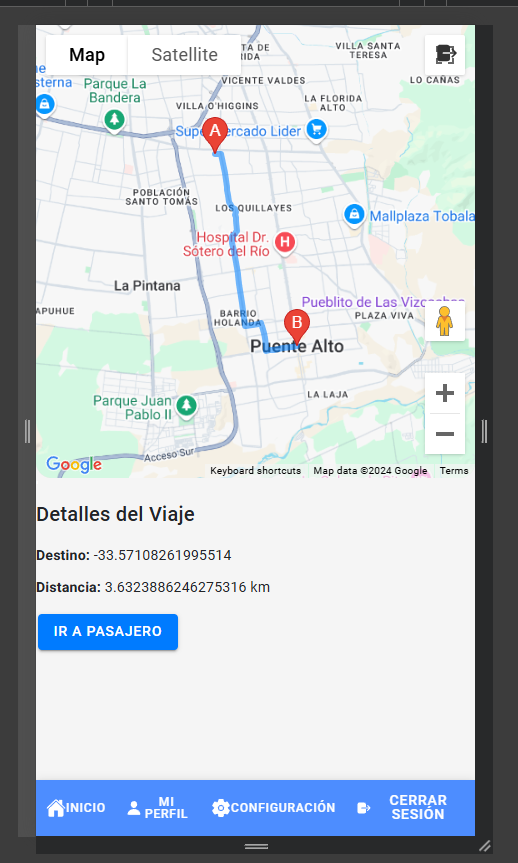 Map
Satellite
VILLA SANTA
TERESA
LO CAÑAS
Parque La
Bandera
VICENTE VALDES
VILLA O'HIGGINS
LA FLORIDA
ALTO
Supermercado Lider
A
POBLACIÓN
SANTO TOMÁS
LOS QUILLAYES
Mallplaza Tobala
Hospital Dr.
Sótero del Río
H
La Pintana
Pueblito de Las Vizcachas
APUHUE
BARRIO
HOLANDA
B
PLAZA VIVA
Puente Alto
LA LAJA
Parque Juan
Pablo II
Acceso Sur
Google
Keyboard shortcuts
Map data ©2024 Google
Terms
Detalles del Viaje
Destino: -33.57108261995514
Distancia: 3.6323886246275316 km
IR A PASAJERO
INICIO
MI
PERFIL
CONFIGURACIÓN
CERRAR
SESIÓN